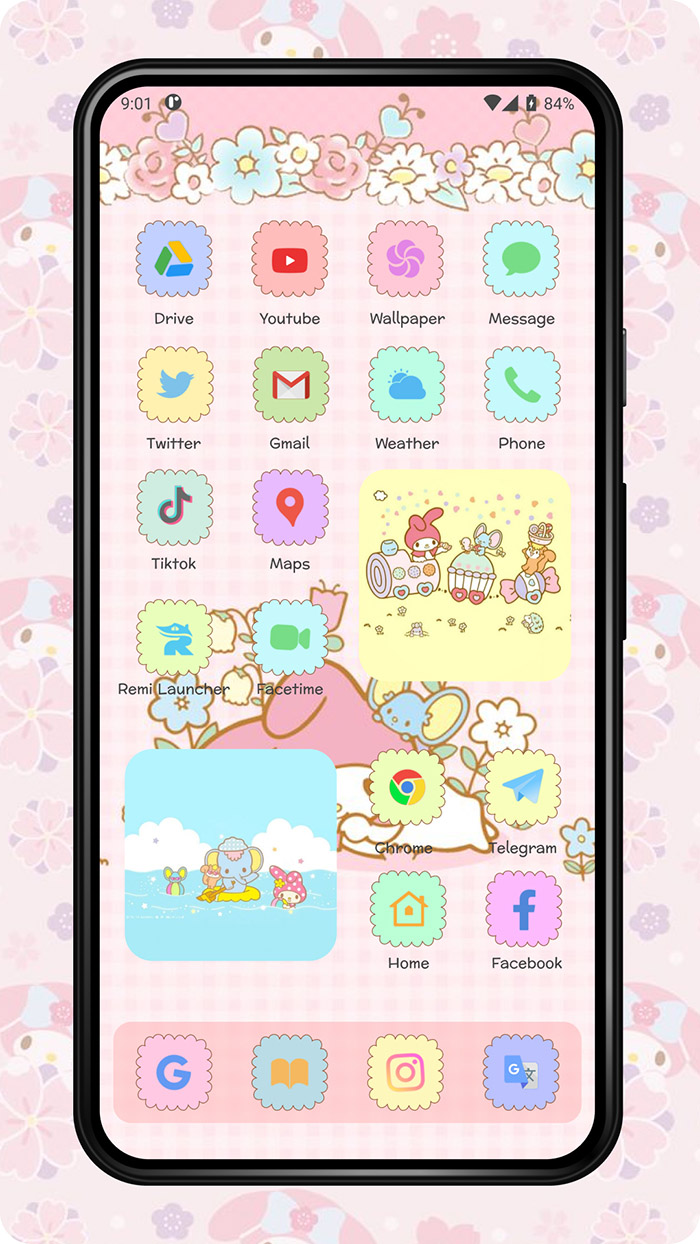 9:01 84%
Drive Youtube Wallpaper Message
Twitter Gmail Weather Phone
Tiktok Maps
Remi Launcher Facetime
Chrome Telegram
Home Facebook
G G 文